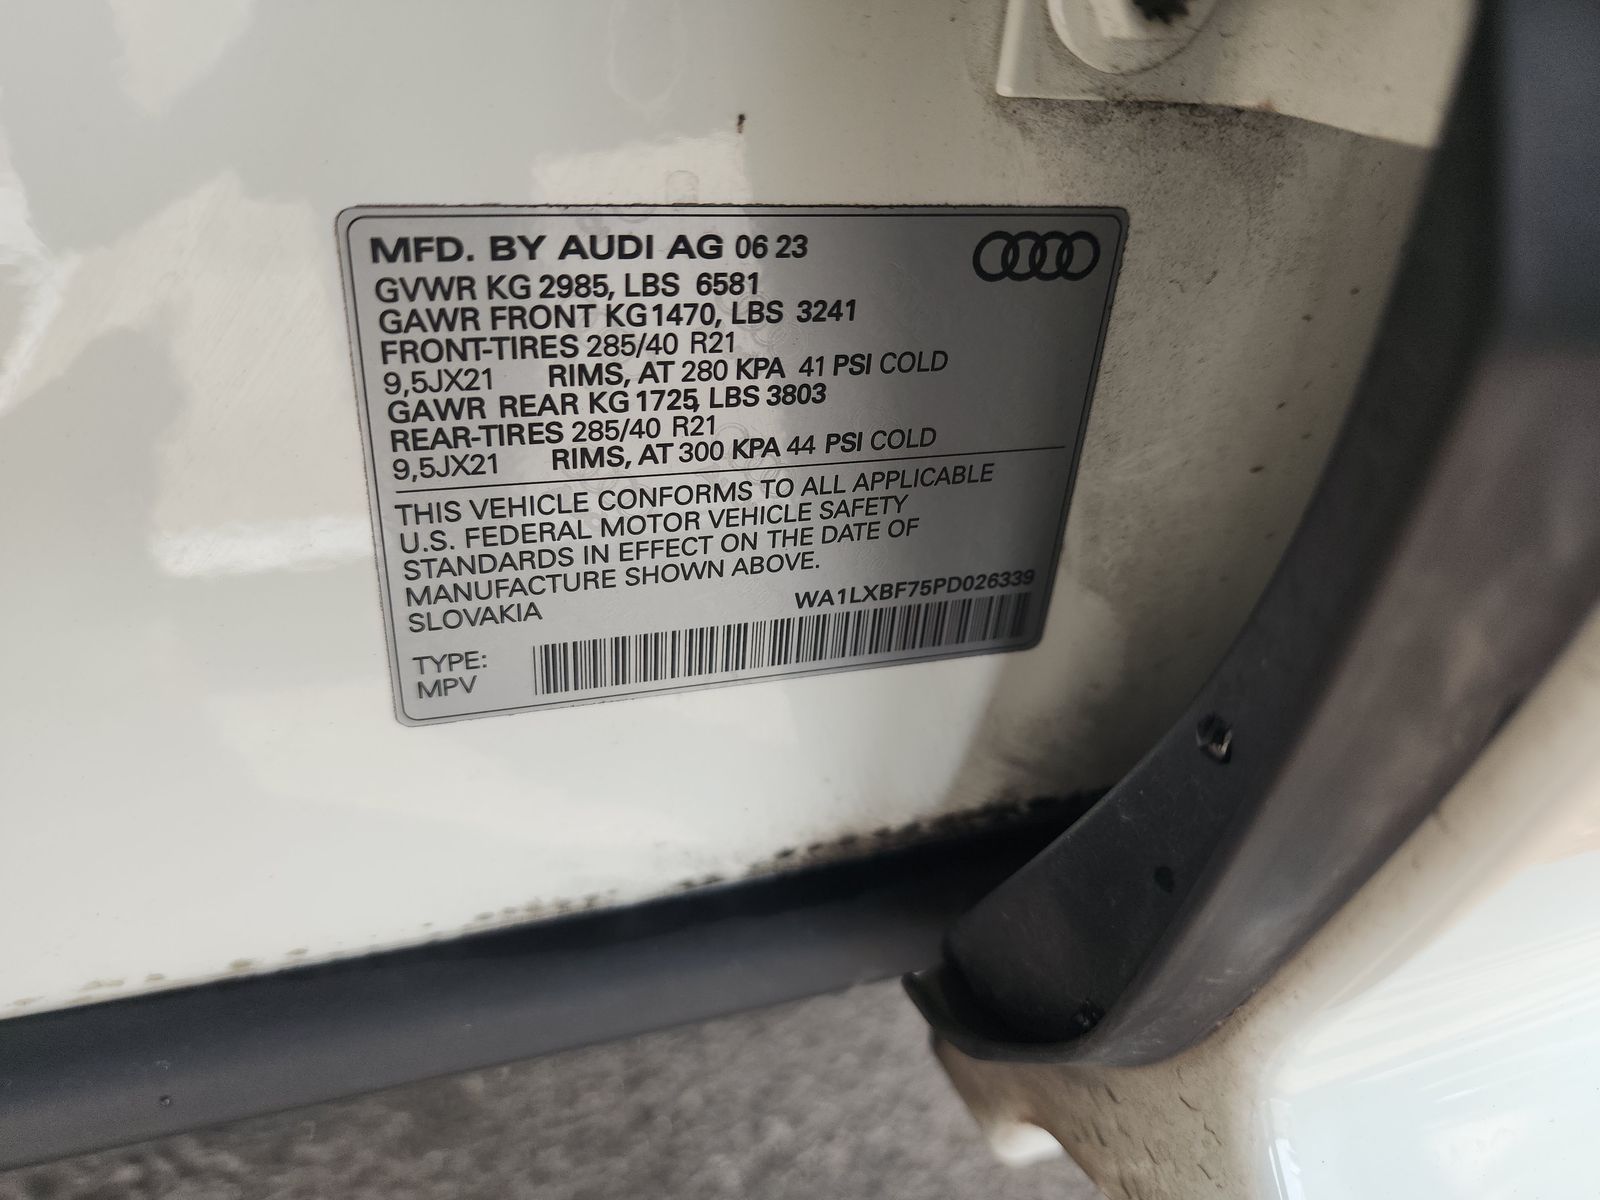 MFD. BY AUDI AG 06 23
GVWR KG 2985, LBS 6581
GAWR FRONT KG 1470, LBS 3241
FRONT-TIRES 285/40 R21
9,5JX21 RIMS, AT 280 KPA 41 PSI COLD
GAWR REAR KG 1725, LBS 3803
REAR-TIRES 285/40 R21
9,5JX21 RIMS, AT 300 KPA 44 PSI COLD
THIS VEHICLE CONFORMS TO ALL APPLICABLE
U.S. FEDERAL MOTOR VEHICLE SAFETY
STANDARDS IN EFFECT ON THE DATE OF
MANUFACTURE SHOWN ABOVE.
SLOVAKIA
WA1LXBF75PD026339
TYPE:
MPV